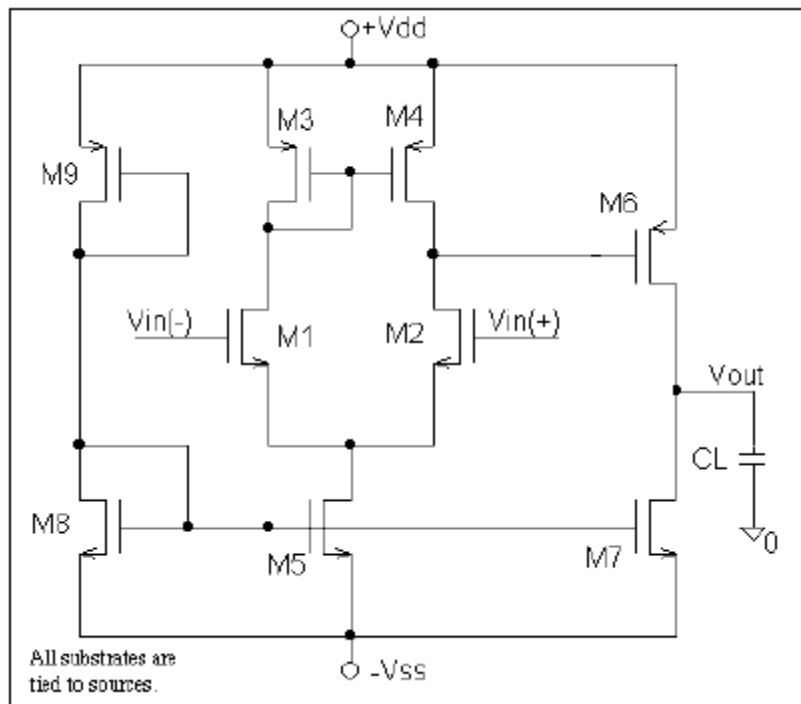 +Vdd
M3
M4
M9
M6
Vin(-)
M1
M2
Vin(+)
Vout
CL
M8
M5
M7
0
All substrates are
tied to sources.
-Vss